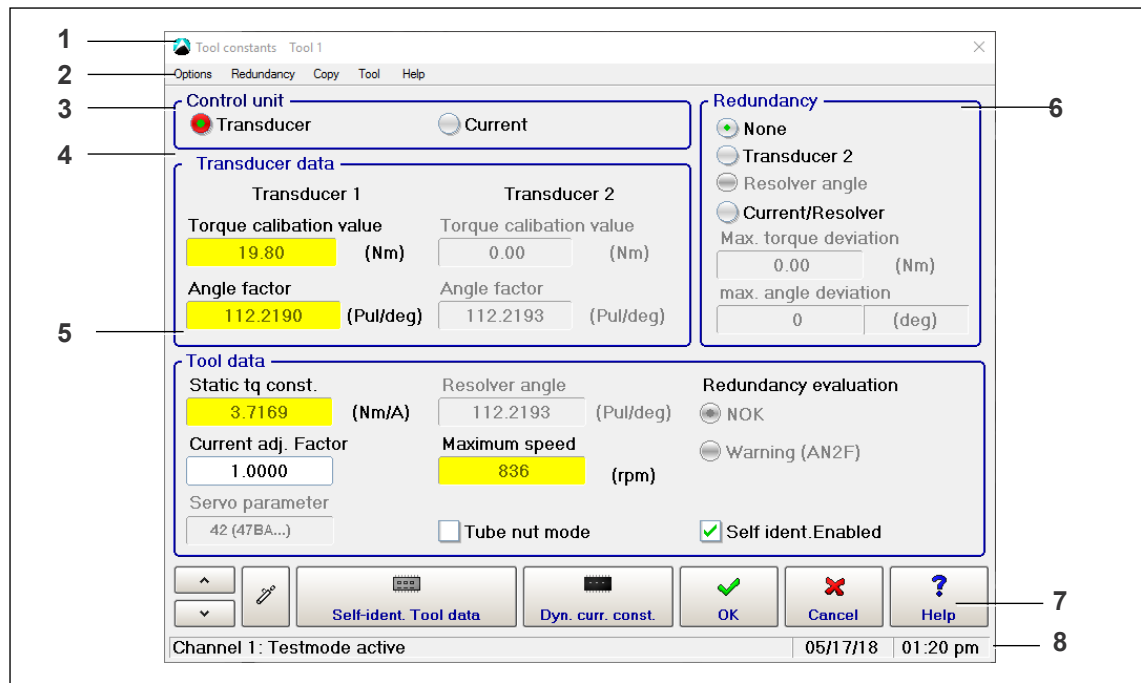 1
Tool constants Tool 1
2
Options Redundancy Copy Tool Help
3
Control unit
Transducer Current
4
Transducer data
Transducer 1 Transducer 2
Torque calibation value Torque calibation value
19.80 (Nm) 0.00 (Nm)
Angle factor Angle factor
112.2190 (Pul/deg) 112.2193 (Pul/deg)
5
Redundancy
6
None
Transducer 2
Resolver angle
Current/Resolver
Max. torque deviation
0.00 (Nm)
max. angle deviation
0 (deg)
Tool data
Static tq const. Resolver angle Redundancy evaluation
3.7169 (Nm/A) 112.2193 (Pul/deg) NOK
Current adj. Factor Maximum speed Warning (AN2F)
1.0000 836 (rpm)
Servo parameter
42 (47BA...) Tube nut mode Self ident.Enabled
Self-ident. Tool data Dyn. curr. const. OK Cancel ? Help
7
Channel 1: Testmode active 05/17/18 01:20 pm
8